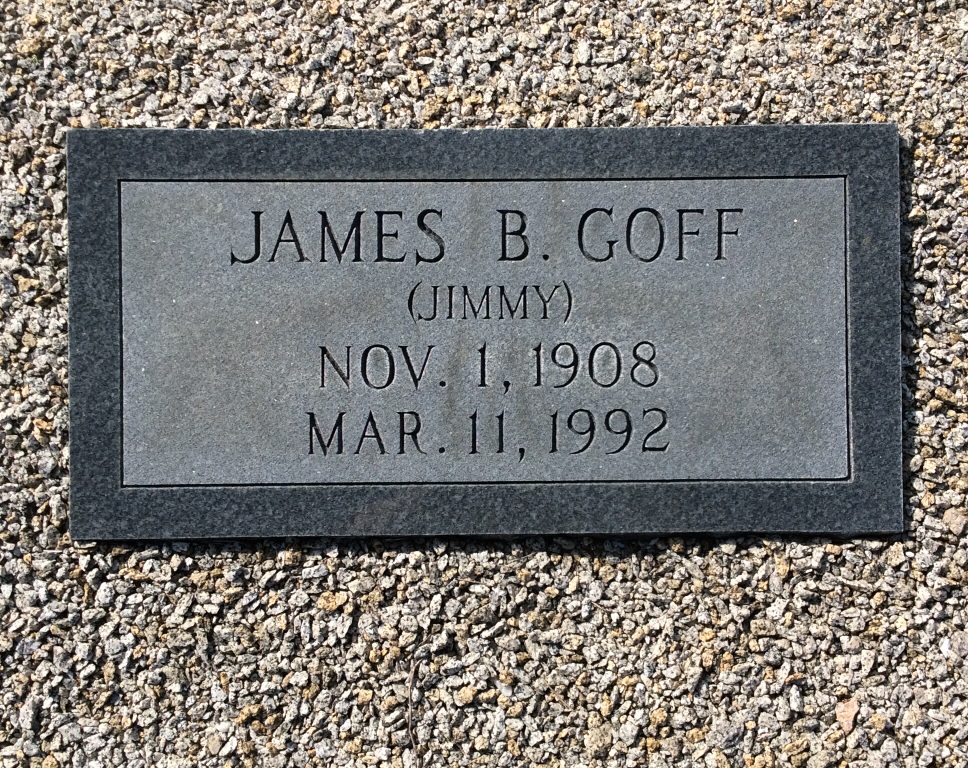 JAMES B. GOFF
(JIMMY)
NOV. 1, 1908
MAR. 11, 1992